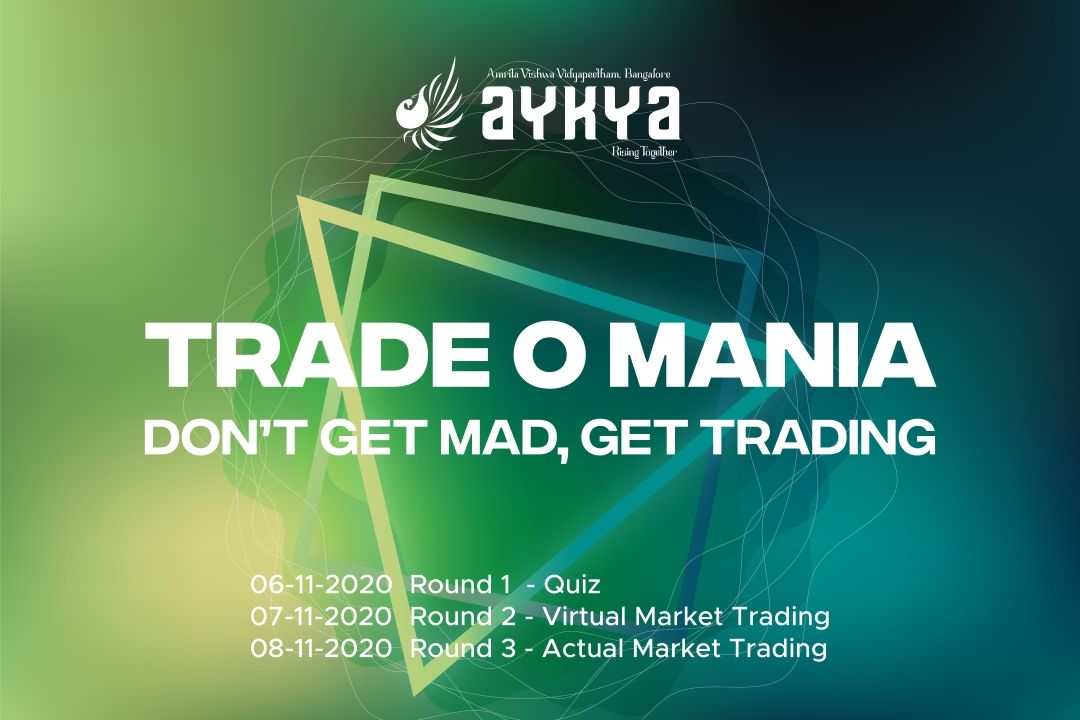 Amrita Vishwa Vidyapeetham, Bangalore
AYKYA
Rising Together
TRADE O MANIA
DON'T GET MAD, GET TRADING
06-11-2020 Round 1 - Quiz
07-11-2020 Round 2 - Virtual Market Trading
08-11-2020 Round 3 - Actual Market Trading